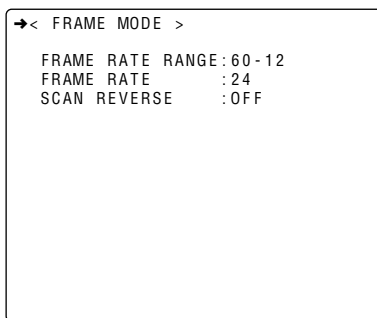 ➔< FRAME MODE >
FRAME RATE RANGE:60-12
FRAME RATE :24
SCAN REVERSE :OFF